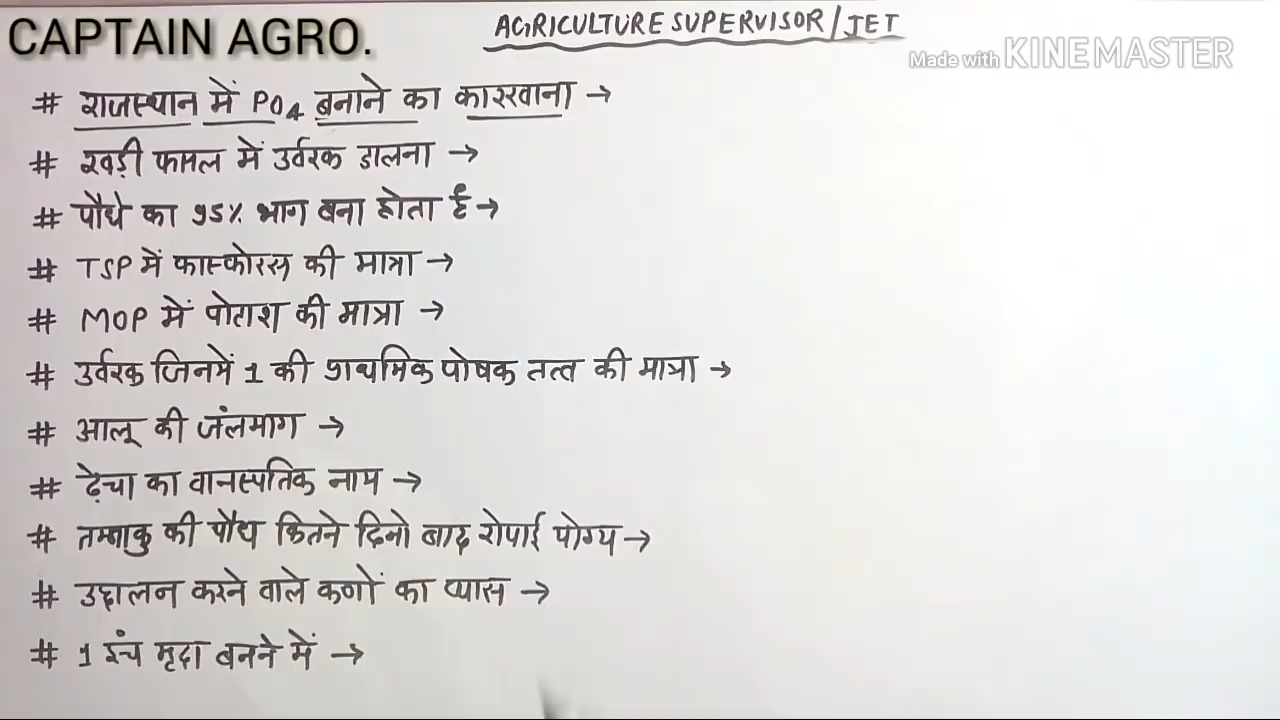 CAPTAIN AGRO.
AGRICULTURE SUPERVISOR/JET
Made with KINEMASTER
# राजस्थान में PO4 बनाने का कारखाना →
# खड़ी फसल में उर्वरक डालना →
# पौधे का 95% भाग बना होता है →
# TSP में फास्फोरस की मात्रा →
# MOP में पोटाश की मात्रा →
# उर्वरक जिनमें 1 की प्राथमिक पोषक तत्व की मात्रा →
# आलू की जंलमाग →
# ढ़ेचा का वानस्पतिक नाम →
# तम्बाकु की पौध कितने दिनो बाद रोपाई योग्य →
# उद्दालन करने वाले कणों का व्यास →
# 1 इंच मृदा बनने में →